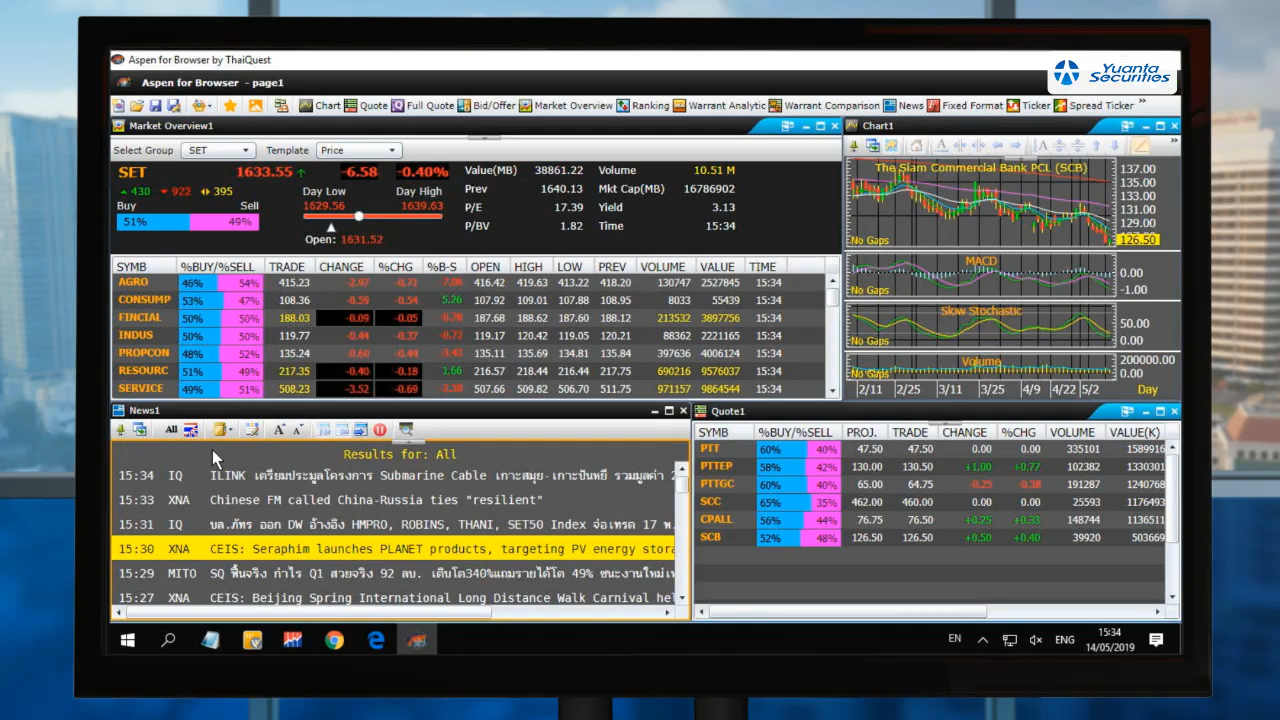 Aspen for Browser by ThaiQuest
Yuanta Securities
Aspen for Browser - page1
Chart Quote Full Quote Bid/Offer Market Overview Ranking Warrant Analytic Warrant Comparison News Fixed Format Ticker Spread Ticker
Market Overview1
Select Group SET Template Price
SET 1633.55 -6.58 -0.40% Value(MB) 38861.22 Volume 10.51 M
430 922 395 Day Low Day High Prev 1640.13 Mkt Cap(MB) 16786902
Buy Sell 1629.56 1639.63 P/E 17.39 Yield 3.13
51% 49% P/BV 1.82 Time 15:34
Open: 1631.52
SYMB %BUY/%SELL TRADE CHANGE %CHG %B-S OPEN HIGH LOW PREV VOLUME VALUE TIME
AGRO 46% 54% 415.23 -2.97 -0.71 416.42 419.63 413.22 418.20 130747 2527845 15:34
CONSUMP 53% 47% 108.36 -0.59 -0.54 5.26 107.92 109.01 107.88 108.95 8033 55439 15:34
FINCIAL 50% 50% 188.03 -0.09 -0.05 187.68 188.62 187.60 188.12 213532 3897756 15:34
INDUS 50% 50% 119.77 -0.44 -0.37 117.20 120.42 119.05 120.21 88362 2221165 15:34
PROPCON 48% 52% 135.24 -0.60 -0.44 135.11 135.69 134.81 135.84 397636 4006124 15:34
RESOURC 51% 49% 217.35 -0.40 -0.18 1.66 216.57 218.44 216.44 217.75 690216 9576037 15:34
SERVICE 49% 51% 508.23 -3.52 -0.69 507.66 509.82 506.70 511.75 971157 9864544 15:34
Chart1
The Siam Commercial Bank PCL (SCB)
137.00
135.00
133.00
131.00
129.00
126.50
No Gaps
MACD
0.00
-1.00
No Gaps
Slow Stochastic
50.00
0.00
No Gaps
Volume
200000.00
0.00
No Gaps
2/11 2/25 3/11 3/25 4/9 4/22 5/2 Day
News1
All A A
Results for: All
15:34 IQ ILINK เตรียมประมูลโครงการ Submarine Cable เกาะสมุย-เกาะปันหยี รวมมูลค่า 2
15:33 XNA Chinese FM called China-Russia ties "resilient"
15:31 IQ บล.ภัทร ออก DW อ้างอิง HMPRO, ROBINS, THANI, SET50 Index จ่อเทรด 17 พ.
15:30 XNA CEIS: Seraphim launches PLANET products, targeting PV energy stora
15:29 MITO SQ ฟื้นจริง กำไร Q1 สวยจริง 92 ลบ. เติบโต340%แถมรายได้โต 49% ชนะงานใหม่เ
15:27 XNA CEIS: Beijing Spring International Long Distance Walk Carnival hel
Quote1
SYMB %BUY/%SELL PROJ. TRADE CHANGE %CHG VOLUME VALUE(K)
PTT 60% 40% 47.50 47.50 0.00 0.00 335101 1589916
PTTEP 58% 42% 130.00 130.50 +1.00 +0.77 102382 1330301
PTTGC 60% 40% 65.00 64.75 -0.25 -0.38 191287 1240768
SCC 65% 35% 462.00 460.00 0.00 0.00 25593 1176493
CPALL 56% 44% 76.75 76.50 +0.25 +0.33 148744 1136511
SCB 52% 48% 126.50 126.50 +0.50 +0.40 39920 503669
EN ENG 15:34
14/05/2019